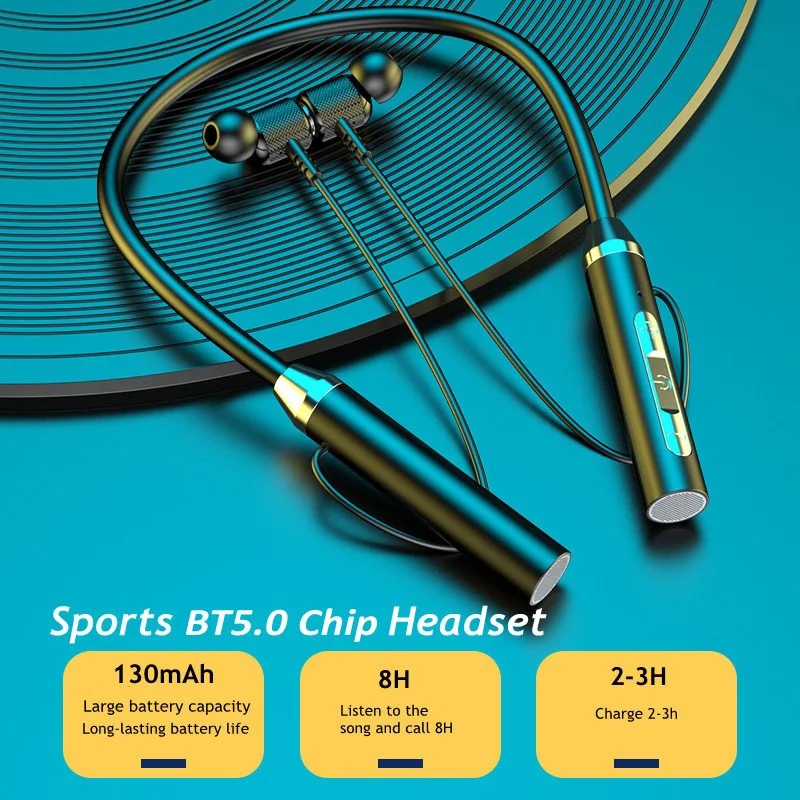 Sports BT5.0 Chip Headset
130mAh
Large battery capacity
Long-lasting battery life
8H
Listen to the
song and call 8H
2-3H
Charge 2-3h